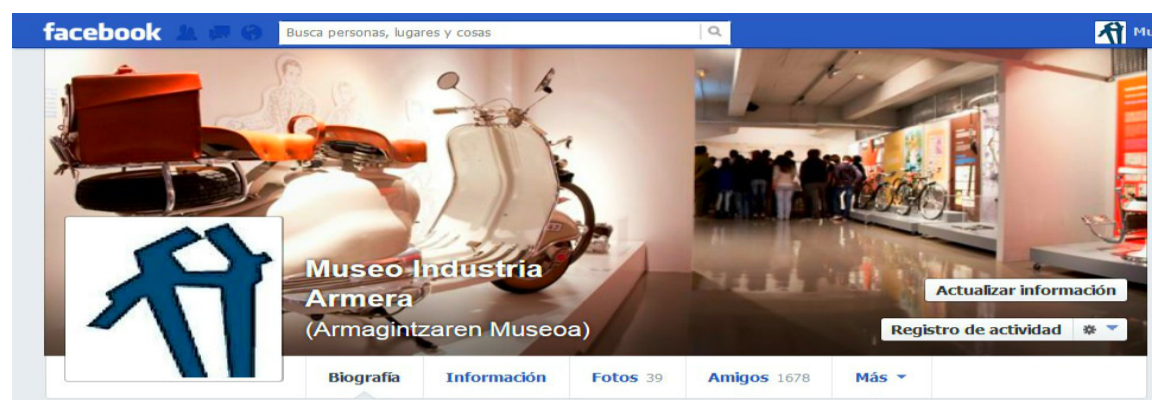 facebook
Busca personas, lugares y cosas
Mu
Museo Industria
Armera
(Armagintzaren Museoa)
Actualizar información
Registro de actividad
Biografía Información Fotos 39 Amigos 1678 Más